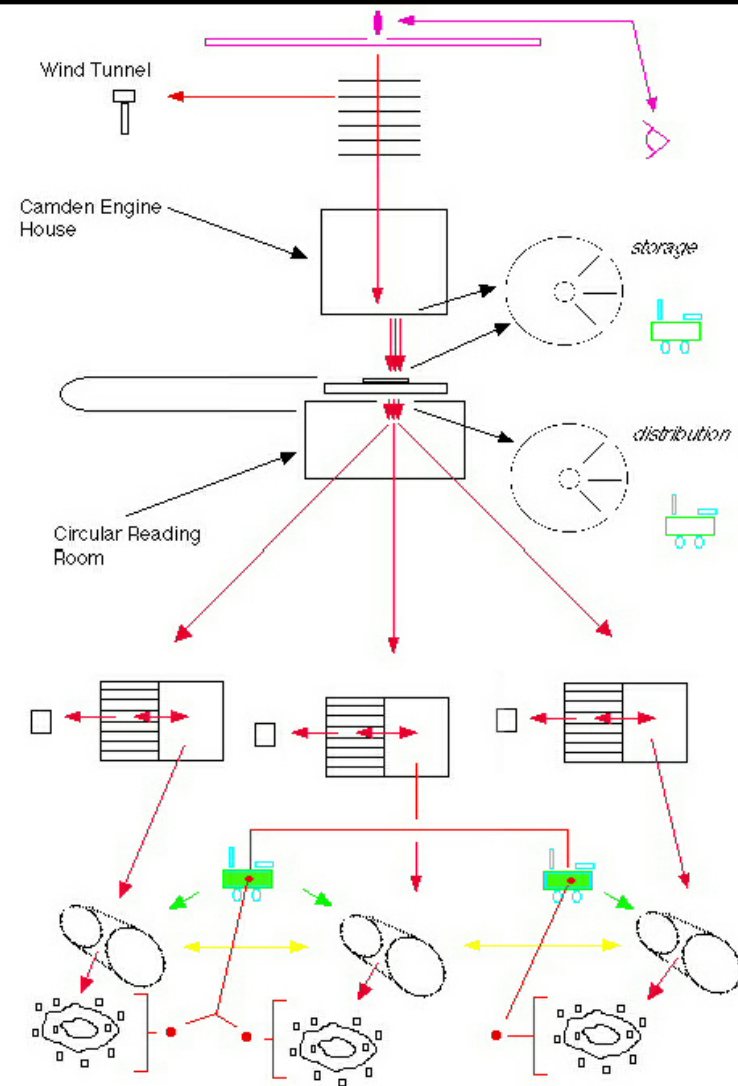 Wind Tunnel
Camden Engine
House
storage
distribution
Circular Reading
Room